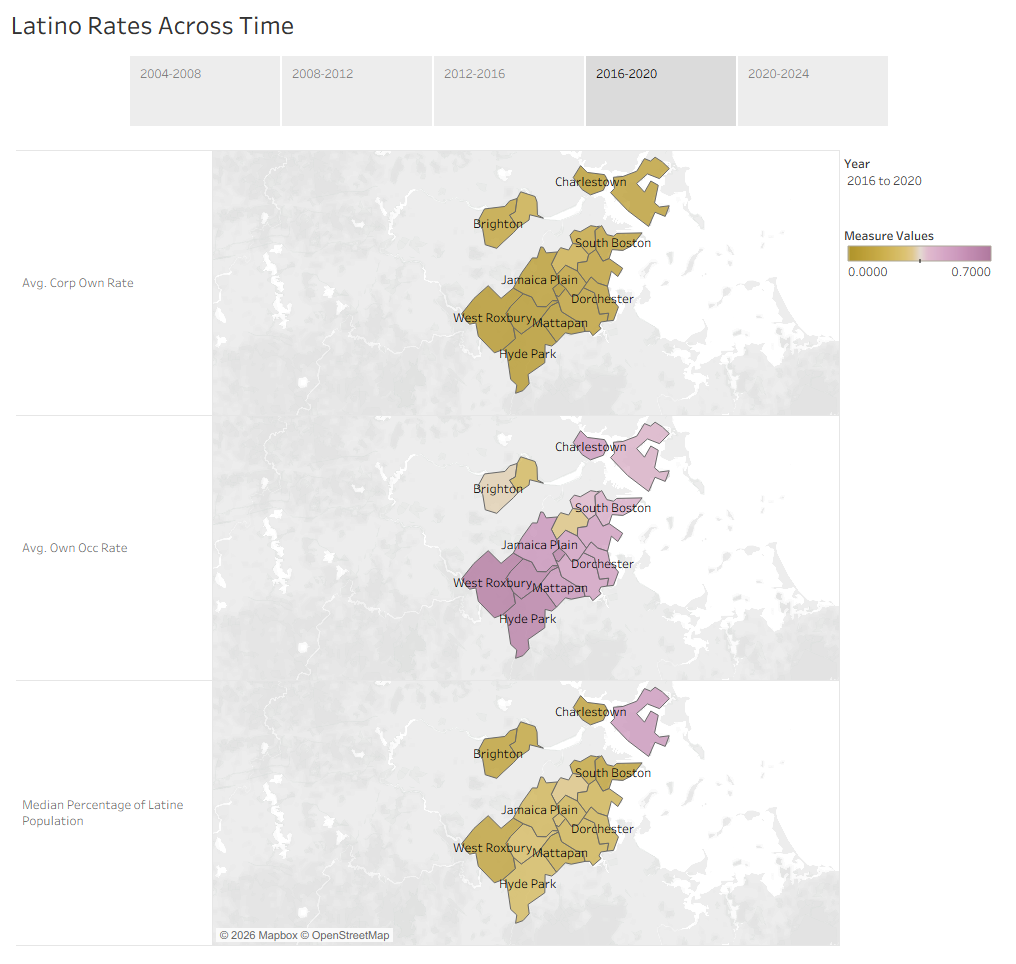 Latino Rates Across Time
2004-2008
2008-2012
2012-2016
2016-2020
2020-2024
Year
2016 to 2020
Measure Values
0.0000
0.7000
Avg. Corp Own Rate
Charlestown
Brighton
South Boston
Jamaica Plain
Dorchester
West Roxbury
Mattapan
Hyde Park
Avg. Own Occ Rate
Charlestown
Brighton
South Boston
Jamaica Plain
Dorchester
West Roxbury
Mattapan
Hyde Park
Median Percentage of Latine
Population
Charlestown
Brighton
South Boston
Jamaica Plain
Dorchester
West Roxbury
Mattapan
Hyde Park
© 2026 Mapbox © OpenStreetMap